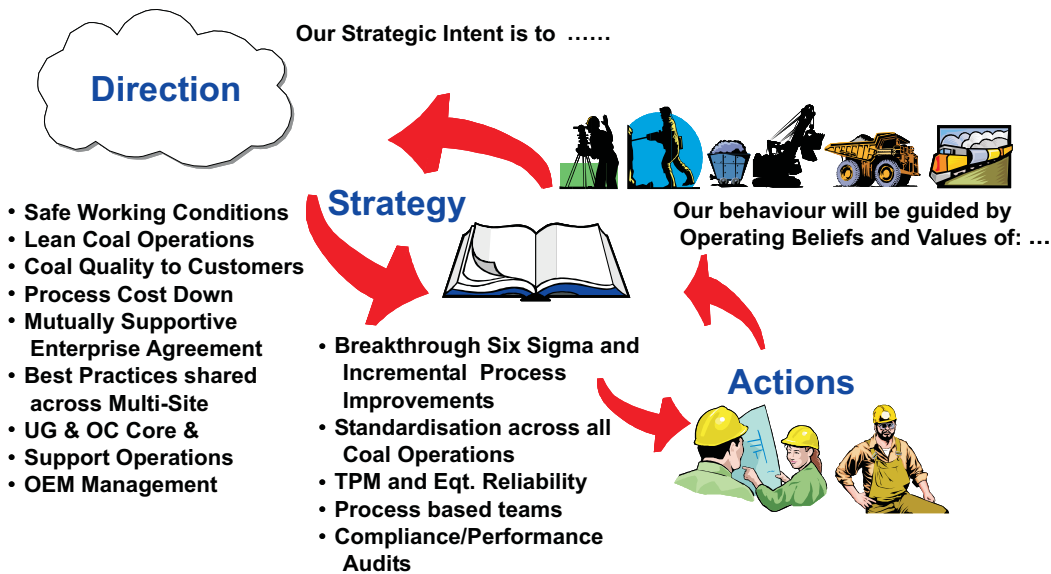 Our Strategic Intent is to ……
Direction
• Safe Working Conditions
• Lean Coal Operations
• Coal Quality to Customers
• Process Cost Down
• Mutually Supportive
Enterprise Agreement
• Best Practices shared
across Multi-Site
• UG & OC Core &
• Support Operations
• OEM Management
Strategy
• Breakthrough Six Sigma and
Incremental Process
Improvements
• Standardisation across all
Coal Operations
• TPM and Eqt. Reliability
• Process based teams
• Compliance/Performance
Audits
Our behaviour will be guided by
Operating Beliefs and Values of: …
Actions